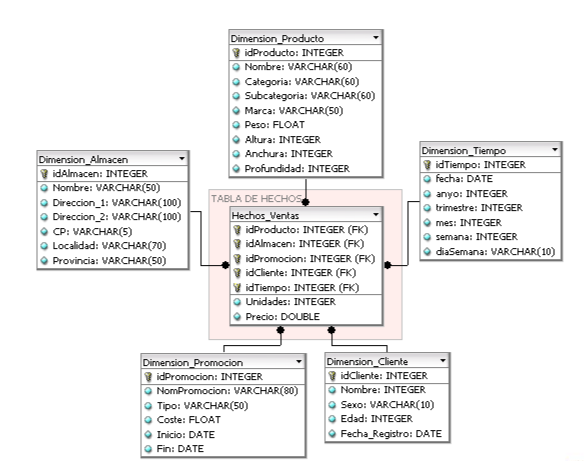 Dimension_Producto
idProducto: INTEGER
Nombre: VARCHAR(60)
Categoria: VARCHAR(60)
Subcategoria: VARCHAR(60)
Marca: VARCHAR(50)
Peso: FLOAT
Altura: INTEGER
Anchura: INTEGER
Profundidad: INTEGER
Dimension_Almacen
idAlmacen: INTEGER
Nombre: VARCHAR(50)
Direccion_1: VARCHAR(100)
Direccion_2: VARCHAR(100)
CP: VARCHAR(5)
Localidad: VARCHAR(70)
Provincia: VARCHAR(50)
Dimension_Tiempo
idTiempo: INTEGER
fecha: DATE
anyo: INTEGER
trimestre: INTEGER
mes: INTEGER
semana: INTEGER
diaSemana: VARCHAR(10)
TABLA DE HECHOS
Hechos_Ventas
idProducto: INTEGER (FK)
idAlmacen: INTEGER (FK)
idPromocion: INTEGER (FK)
idCliente: INTEGER (FK)
idTiempo: INTEGER (FK)
Unidades: INTEGER
Precio: DOUBLE
Dimension_Promocion
idPromocion: INTEGER
NomPromocion: VARCHAR(80)
Tipo: VARCHAR(50)
Coste: FLOAT
Inicio: DATE
Fin: DATE
Dimension_Cliente
idCliente: INTEGER
Nombre: INTEGER
Sexo: VARCHAR(10)
Edad: INTEGER
Fecha_Registro: DATE